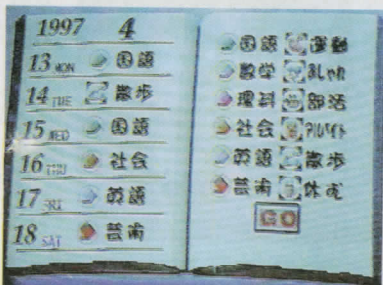 1997 4
13 MON 国語
14 TUE 散歩
15 WED 国語
16 THU 社会
17 FRI 英語
18 SAT 芸術
国語 運動
数学 おしゃれ
理科 部活
社会 アルバイト
英語 散歩
芸術 休む
GO